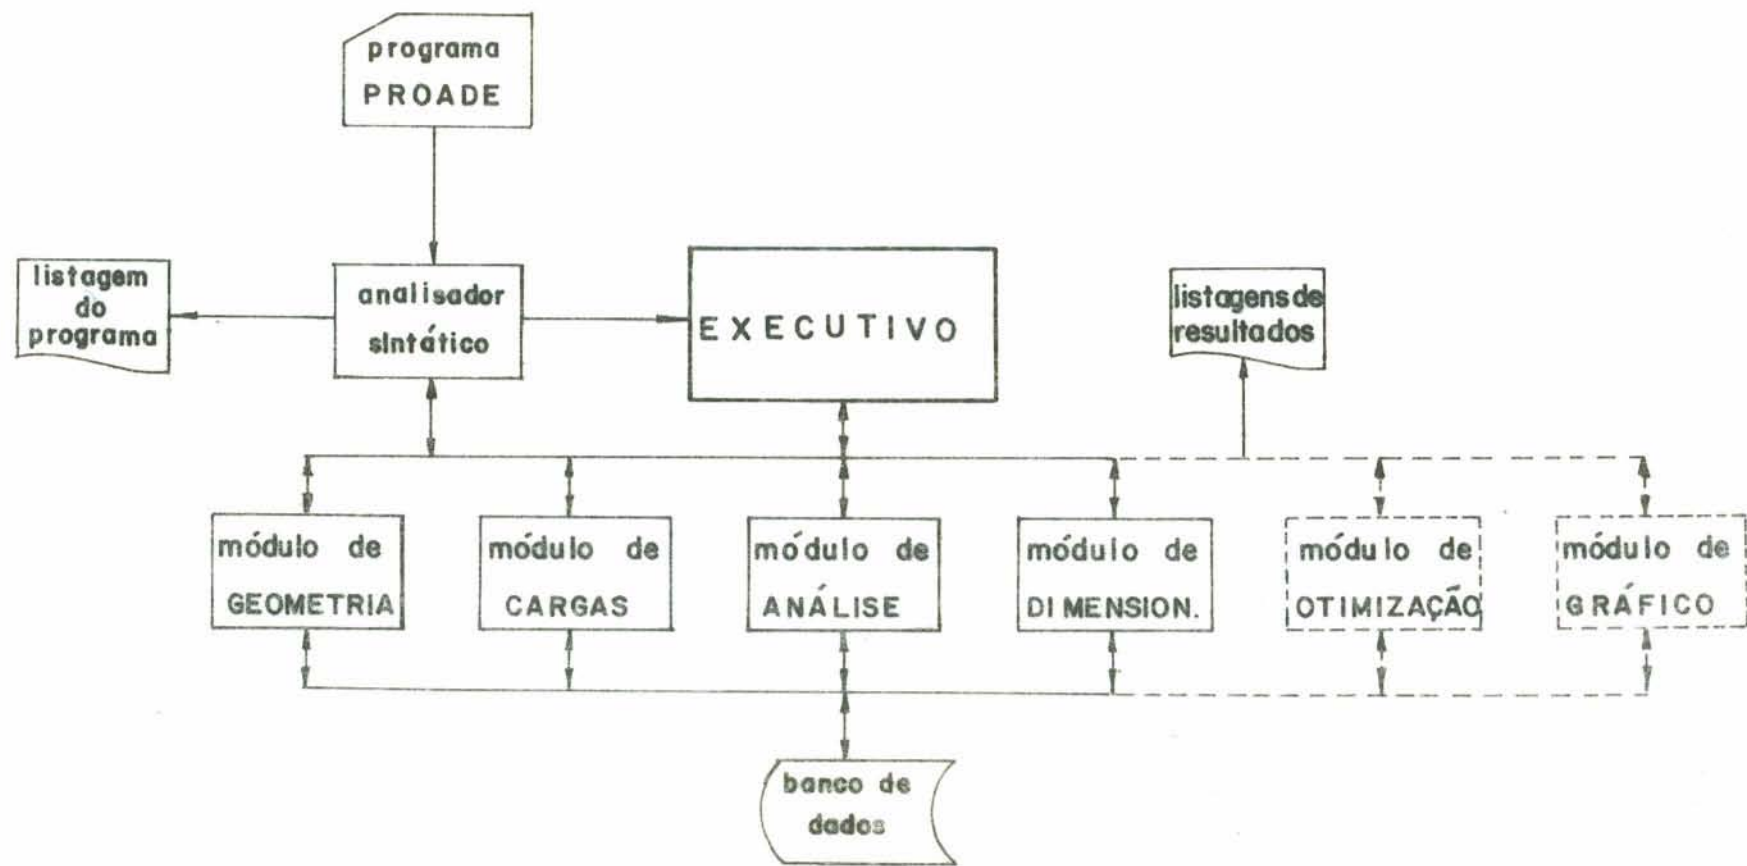 programa
PROADE
listagem
do
programa
analisador
sintático
EXECUTIVO
listagens de
resultados
módulo de
GEOMETRIA
módulo de
CARGAS
módulo de
ANÁLISE
módulo de
DIMENSION.
módulo de
OTIMIZAÇÃO
módulo de
GRÁFICO
banco de
dados